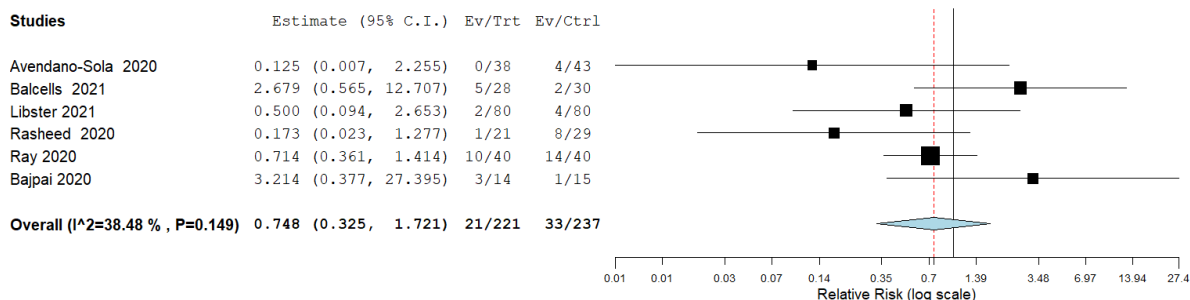 Studies Estimate (95% C.I.) Ev/Trt Ev/Ctrl
Avendano-Sola 2020 0.125 (0.007, 2.255) 0/38 4/43
Balcells 2021 2.679 (0.565, 12.707) 5/28 2/30
Libster 2021 0.500 (0.094, 2.653) 2/80 4/80
Rasheed 2020 0.173 (0.023, 1.277) 1/21 8/29
Ray 2020 0.714 (0.361, 1.414) 10/40 14/40
Bajpai 2020 3.214 (0.377, 27.395) 3/14 1/15
Overall (I^2=38.48 % , P=0.149) 0.748 (0.325, 1.721) 21/221 33/237
0.01 0.01 0.03 0.07 0.14 0.35 0.7 1.39 3.48 6.97 13.94 27.4
Relative Risk (log scale)